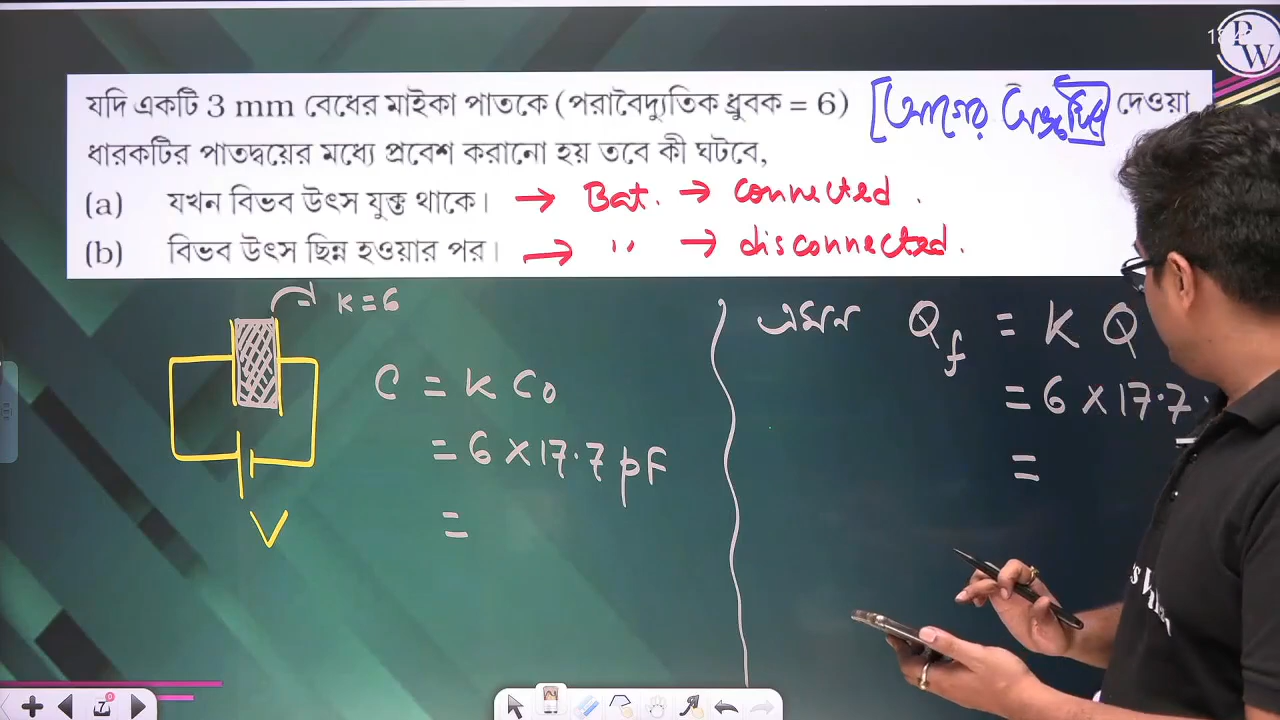 যদি একটি 3 mm বেধের মাইকা পাতকে (পরাবৈদ্যুতিক ধ্রুবক = 6) [আগের দেওয়া
ধারকটির পাতদ্বয়ের মধ্যে প্রবেশ করানো হয় তবে কী ঘটবে,
(a) যখন বিভব উৎস যুক্ত থাকে। → Bat. → connected.
(b) বিভব উৎস ছিন্ন হওয়ার পর। → '' → disconnected.
K = 6
C = K C₀
= 6 × 17.7 pF
=
V
এমন Q_f = K Q
= 6 × 17.7
=
P
W